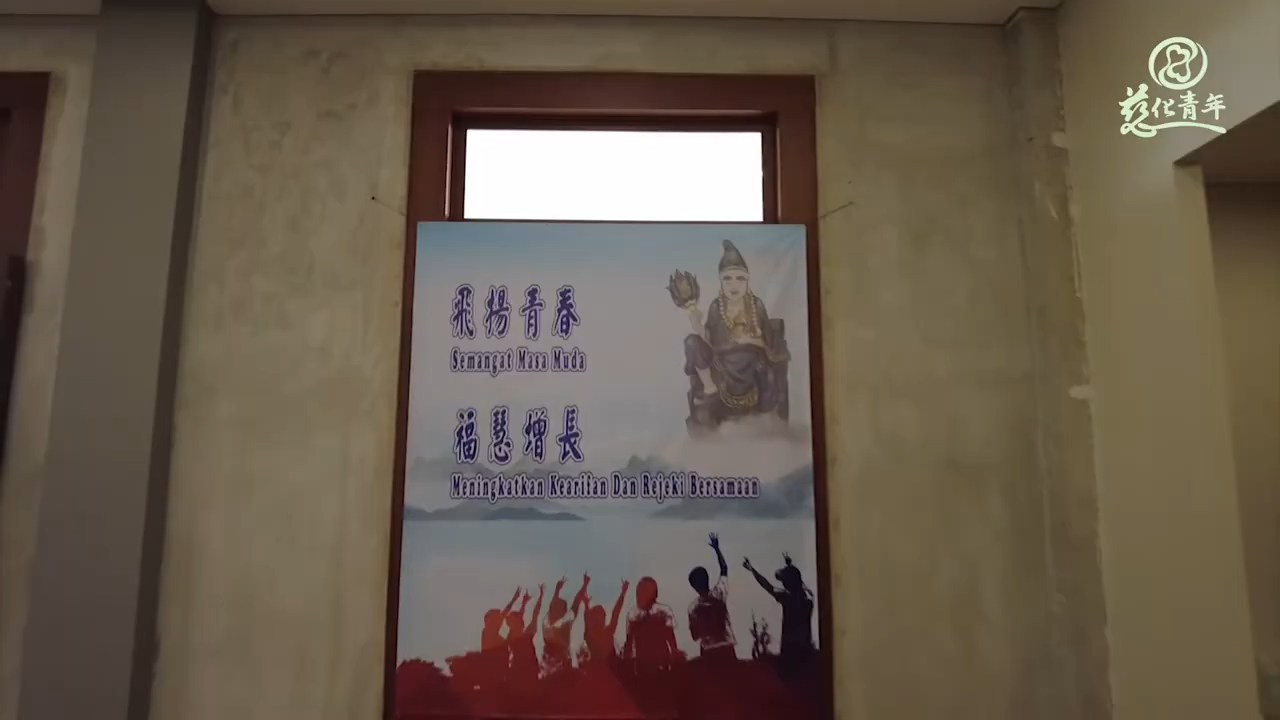 飛揚青春
Semangat Masa Muda
福慧增長
Meningkatkan Kearifan Dan Rejeki Bersamaan
慈化青年